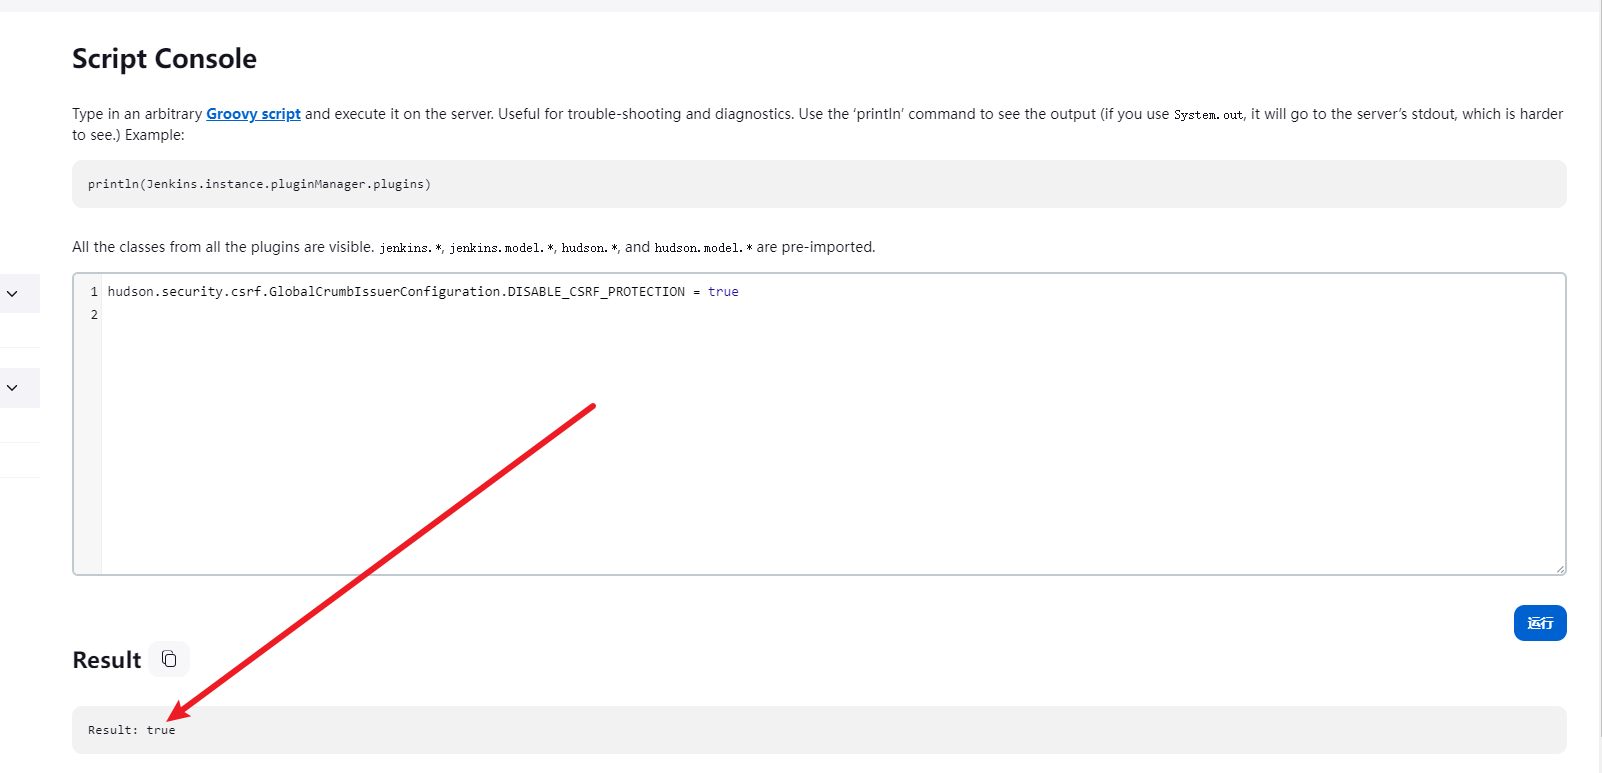 Script Console
Type in an arbitrary Groovy script and execute it on the server. Useful for trouble-shooting and diagnostics. Use the ‘println’ command to see the output (if you use System.out, it will go to the server’s stdout, which is harder
to see.) Example:
println(Jenkins.instance.pluginManager.plugins)
All the classes from all the plugins are visible. jenkins.*, jenkins.model.*, hudson.*, and hudson.model.* are pre-imported.
1 hudson.security.csrf.GlobalCrumbIssuerConfiguration.DISABLE_CSRF_PROTECTION = true
2
运行
Result
Result: true